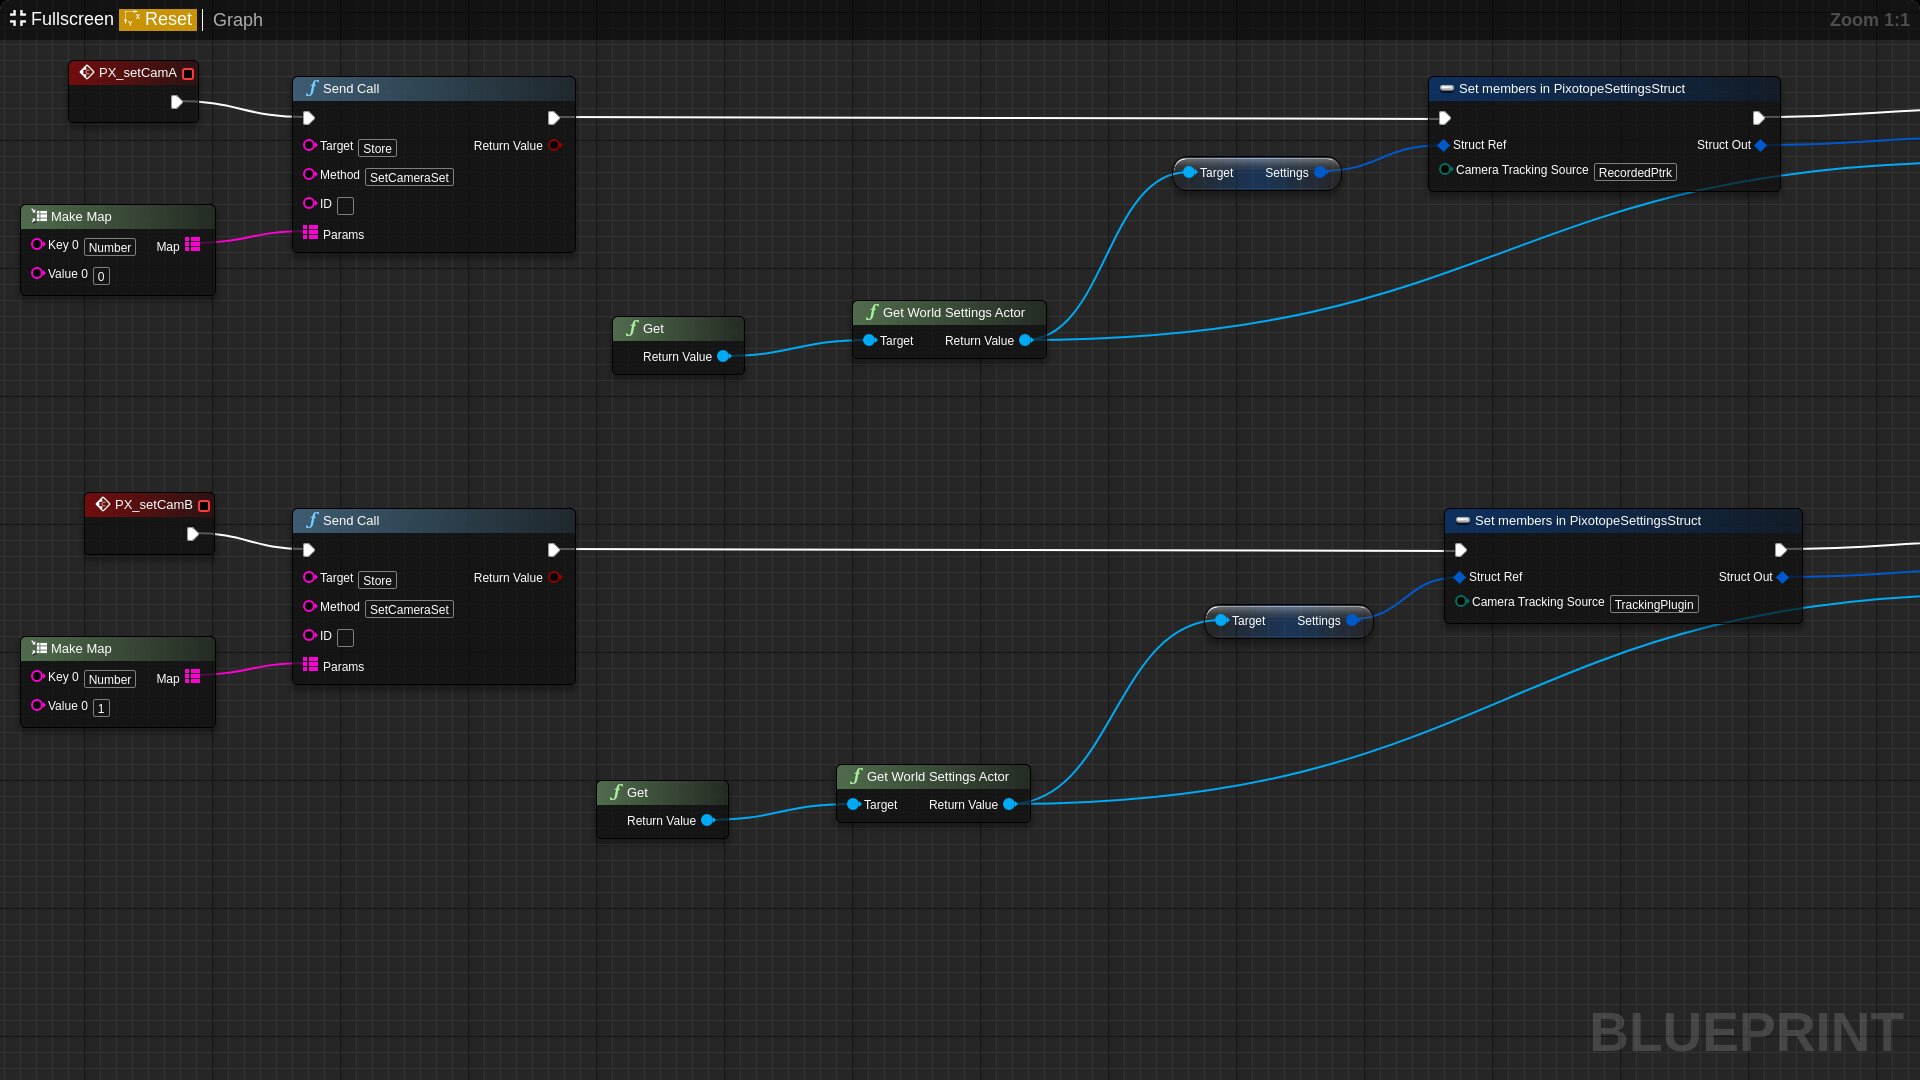 Fullscreen Reset Graph Zoom 1:1
PX_setCamA
Send Call
Target Store Return Value
Method SetCameraSet
ID
Params
Make Map
Key 0 Number Map
Value 0 0
Get
Return Value
Get World Settings Actor
Target Return Value
Target Settings
Set members in PixotopeSettingsStruct
Struct Ref Struct Out
Camera Tracking Source RecordedPtrk
PX_setCamB
Send Call
Target Store Return Value
Method SetCameraSet
ID
Params
Make Map
Key 0 Number Map
Value 0 1
Get
Return Value
Get World Settings Actor
Target Return Value
Target Settings
Set members in PixotopeSettingsStruct
Struct Ref Struct Out
Camera Tracking Source TrackingPlugin
BLUEPRINT